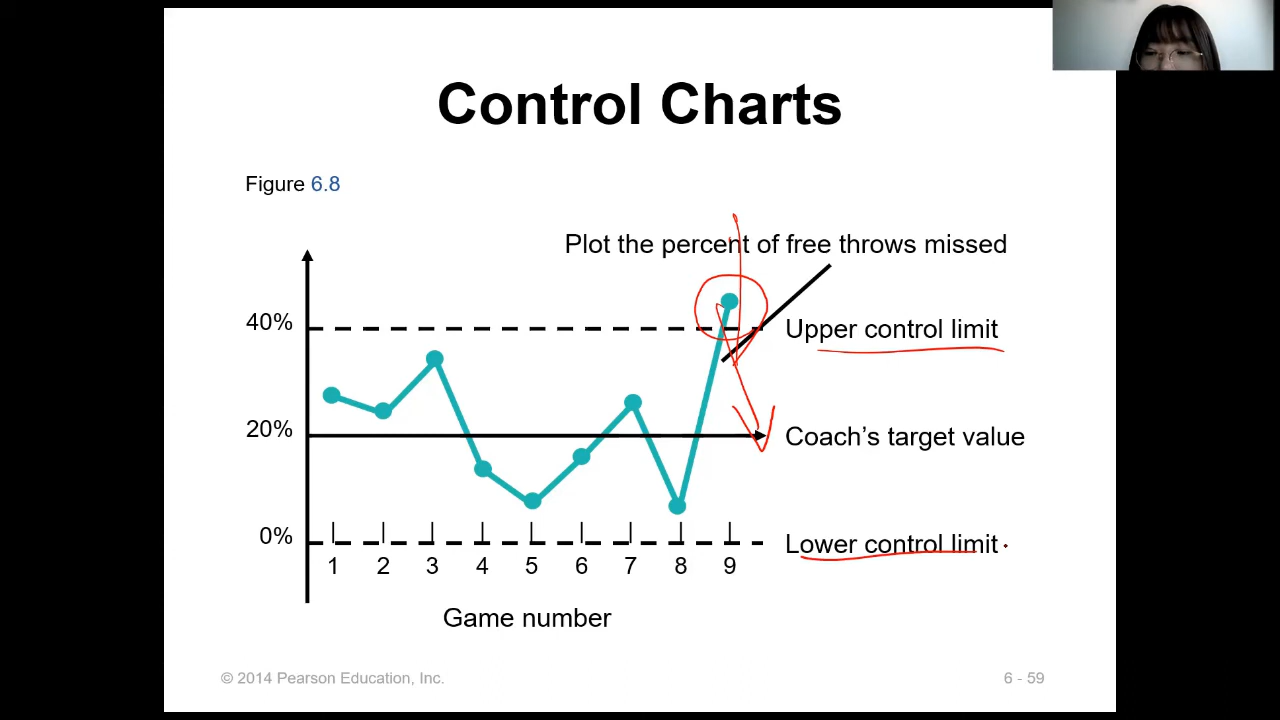 Control Charts
Figure 6.8
Plot the percent of free throws missed
40%
Upper control limit
20%
Coach’s target value
0%
Lower control limit
1 2 3 4 5 6 7 8 9
Game number
© 2014 Pearson Education, Inc.
6 - 59